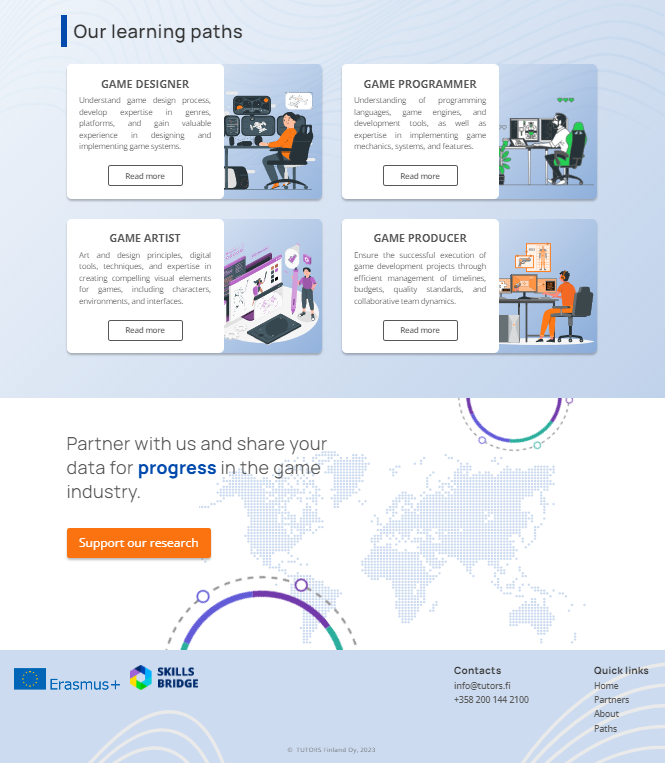 Our learning paths
GAME DESIGNER
Understand game design process,
develop expertise in genres,
platforms, and gain valuable
experience in designing and
implementing game systems.
Read more
GAME PROGRAMMER
Understanding of programming
languages, game engines, and
development tools, as well as
expertise in implementing game
mechanics, systems, and features.
Read more
GAME ARTIST
Art and design principles, digital
tools, techniques, and expertise in
creating compelling visual elements
for games, including characters,
environments, and interfaces.
Read more
GAME PRODUCER
Ensure the successful execution of
game development projects through
efficient management of timelines,
budgets, quality standards, and
collaborative team dynamics.
Read more
Partner with us and share your
data for progress in the game
industry.
Support our research
Erasmus+
SKILLS
BRIDGE
Contacts
info@tutors.fi
+358 200 144 2100
Quick links
Home
Partners
About
Paths
© TUTORS Finland Oy, 2023